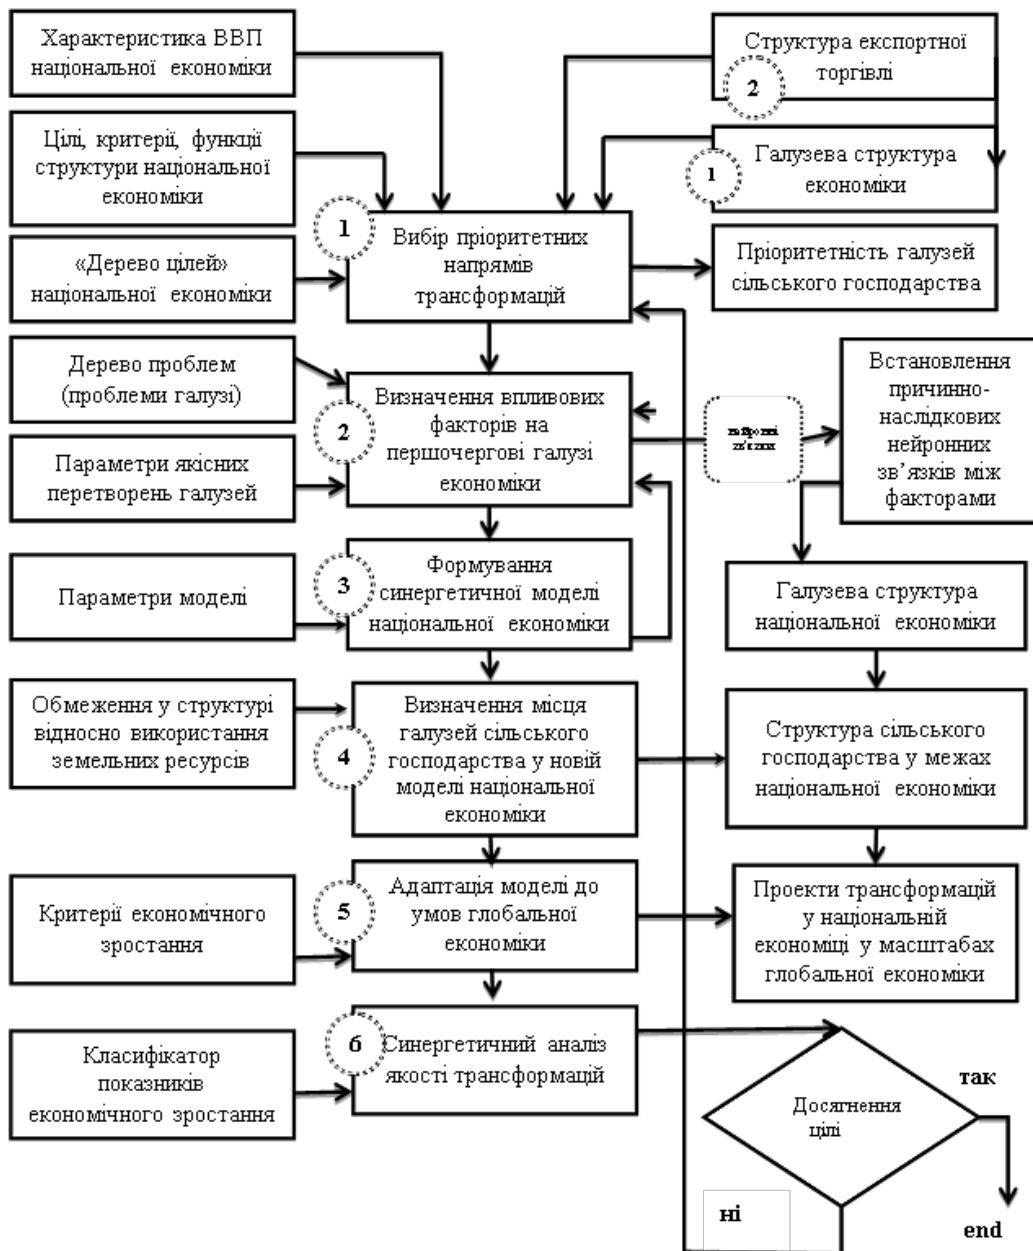 Характеристика ВВП
національної економіки
Структура експортної
торгівлі
2
Цілі, критерії, функції
структури національної
економіки
Галузева структура
економіки
1
1
Вибір пріоритетних
напрямів
трансформацій
«Дерево цілей»
національної економіки
Пріоритетність галузей
сільського господарства
Дерево проблем
(проблеми галузі)
2
Визначення впливових
факторів на
першочергові галузі
економіки
нейронні
зв'язки
Встановлення
причинно-
наслідкових
нейронних
зв’язків між
факторами
Параметри якісних
перетворень галузей
Параметри моделі
3
Формування
синергетичної моделі
національної економіки
Галузева структура
національної економіки
Обмеження у структурі
відносно використання
земельних ресурсів
4
Визначення місця
галузей сільського
господарства у новій
моделі національної
економіки
Структура сільського
господарства у межах
національної економіки
Критерії економічного
зростання
5
Адаптація моделі до
умов глобальної
економіки
Проекти трансформацій
у національній
економіці у масштабах
глобальної економіки
Класифікатор
показників
економічного зростання
6
Синергетичний аналіз
якості трансформацій
Досягнення
цілі
так
ні
end